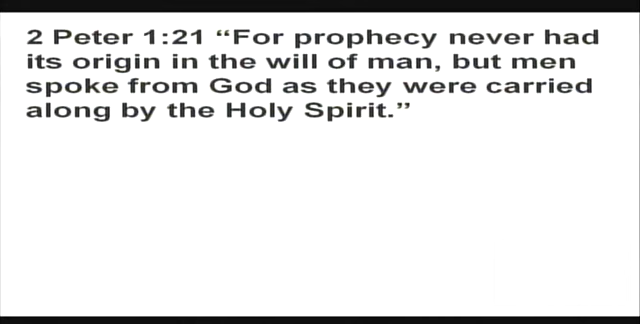 2 Peter 1:21 “For prophecy never had
its origin in the will of man, but men
spoke from God as they were carried
along by the Holy Spirit.”